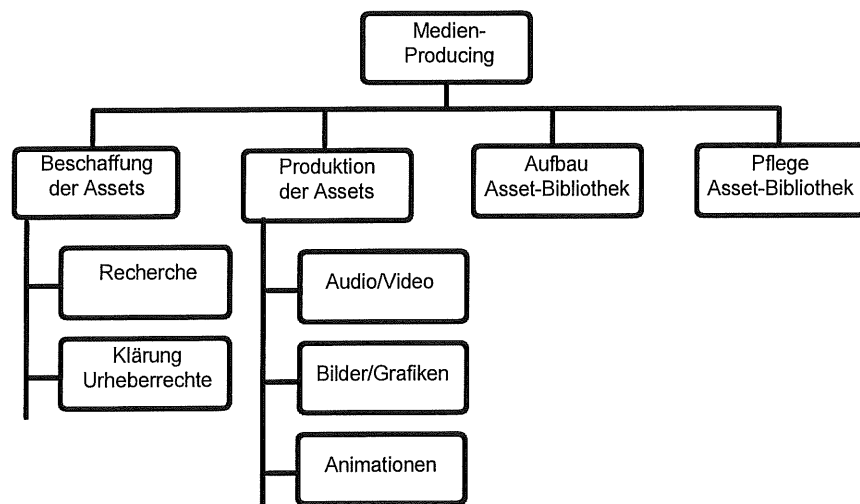 Medien-
Producing
Beschaffung
der Assets
Produktion
der Assets
Aufbau
Asset-Bibliothek
Pflege
Asset-Bibliothek
Recherche
Klärung
Urheberrechte
Audio/Video
Bilder/Grafiken
Animationen